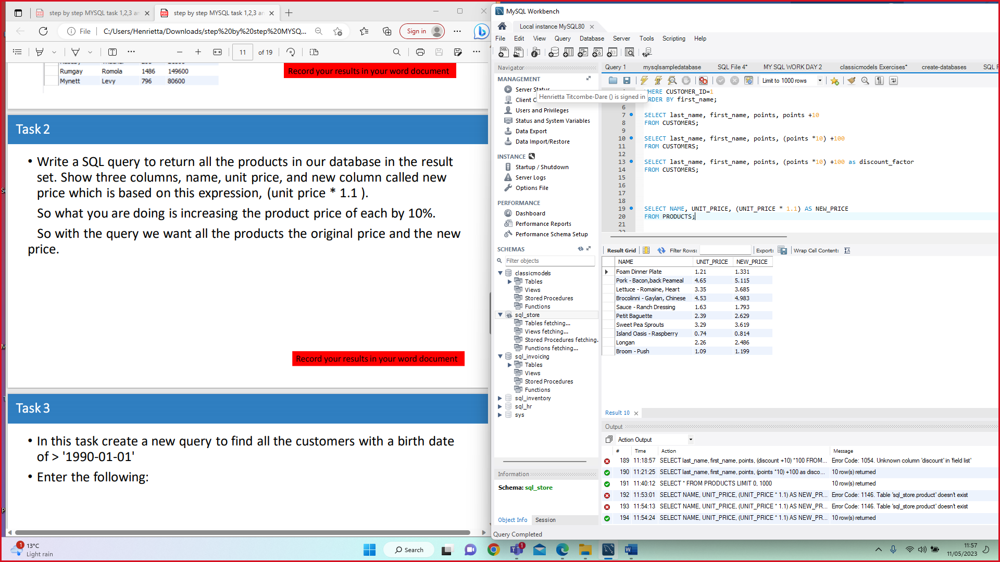 step by step MYSQL task 1,2,3 an
step by step MYSQL task 1,2,3 an
File
C:/Users/Henrietta/Downloads/step%20by%20step%20MYSQ...
Sign in
11 of 19
Rumgay Romola 1486 149600
Mynett Levy 796 80600
Record your results in your word document
Task 2
• Write a SQL query to return all the products in our database in the result
set. Show three columns, name, unit price, and new column called new
price which is based on this expression, (unit price * 1.1 ).
So what you are doing is increasing the product price of each by 10%.
So with the query we want all the products the original price and the new
price.
Record your results in your word document
Task 3
• In this task create a new query to find all the customers with a birth date
of > '1990-01-01'
• Enter the following:
MySQL Workbench
Local instance MySQL80
File Edit View Query Database Server Tools Scripting Help
Navigator
MANAGEMENT
Server Status
Client C
Henrietta Titcombe-Dare () is signed in
Users and Privileges
Status and System Variables
Data Export
Data Import/Restore
INSTANCE
Startup / Shutdown
Server Logs
Options File
PERFORMANCE
Dashboard
Performance Reports
Performance Schema Setup
SCHEMAS
Filter objects
classicmodels
Tables
Views
Stored Procedures
Functions
sql_store
Tables fetching...
Views fetching...
Stored Procedures fetching.
Functions fetching...
sql_invoicing
Tables
Views
Stored Procedures
Functions
sql_inventory
sql_hr
sys
Information
Schema: sql_store
Object Info Session
Query Completed
Query 1 mysqlsampledatabase SQL File 4* MY SQL WORK DAY 2 classicmodels Exercises* create-databases SQL F
Limit to 1000 rows
HERE CUSTOMER_ID=1
RDER BY first_name;
6
7 SELECT last_name, first_name, points, points +10
8 FROM CUSTOMERS;
9
10 SELECT last_name, first_name, points, (points *10) +100
11 FROM CUSTOMERS;
12
13 SELECT last_name, first_name, points, (points *10) +100 as discount_factor
14 FROM CUSTOMERS;
15
16
17
18
19 SELECT NAME, UNIT_PRICE, (UNIT_PRICE * 1.1) AS NEW_PRICE
20 FROM PRODUCTS;
21
22
Result Grid Filter Rows: Export: Wrap Cell Content:
NAME UNIT_PRICE NEW_PRICE
Foam Dinner Plate 1.21 1.331
Pork - Bacon,back Peameal 4.65 5.115
Lettuce - Romaine, Heart 3.35 3.685
Brocolinni - Gaylan, Chinese 4.53 4.983
Sauce - Ranch Dressing 1.63 1.793
Petit Baguette 2.39 2.629
Sweet Pea Sprouts 3.29 3.619
Island Oasis - Raspberry 0.74 0.814
Longan 2.26 2.486
Broom - Push 1.09 1.199
Result 10
Output
Action Output
# Time Action Message
189 11:18:57 SELECT last_name, first_name, points, (discount +10) *100 FROM... Error Code: 1054. Unknown column 'discount' in 'field list'
190 11:21:25 SELECT last_name, first_name, points, (points *10) +100 as disco... 10 row(s) returned
191 11:40:12 SELECT * FROM PRODUCTS LIMIT 0, 1000 10 row(s) returned
192 11:53:01 SELECT NAME, UNIT_PRICE, (UNIT_PRICE * 1.1) AS NEW_PR... Error Code: 1146. Table 'sql_store.product' doesn't exist
193 11:54:13 SELECT NAME, UNIT_PRICE, (UNIT_PRICE * 1.1) AS NEW_PR... Error Code: 1146. Table 'sql_store.product' doesn't exist
194 11:54:24 SELECT NAME, UNIT_PRICE, (UNIT_PRICE * 1.1) AS NEW_PR... 10 row(s) returned
1
13°C
Light rain
Search
1
11:57
11/05/2023